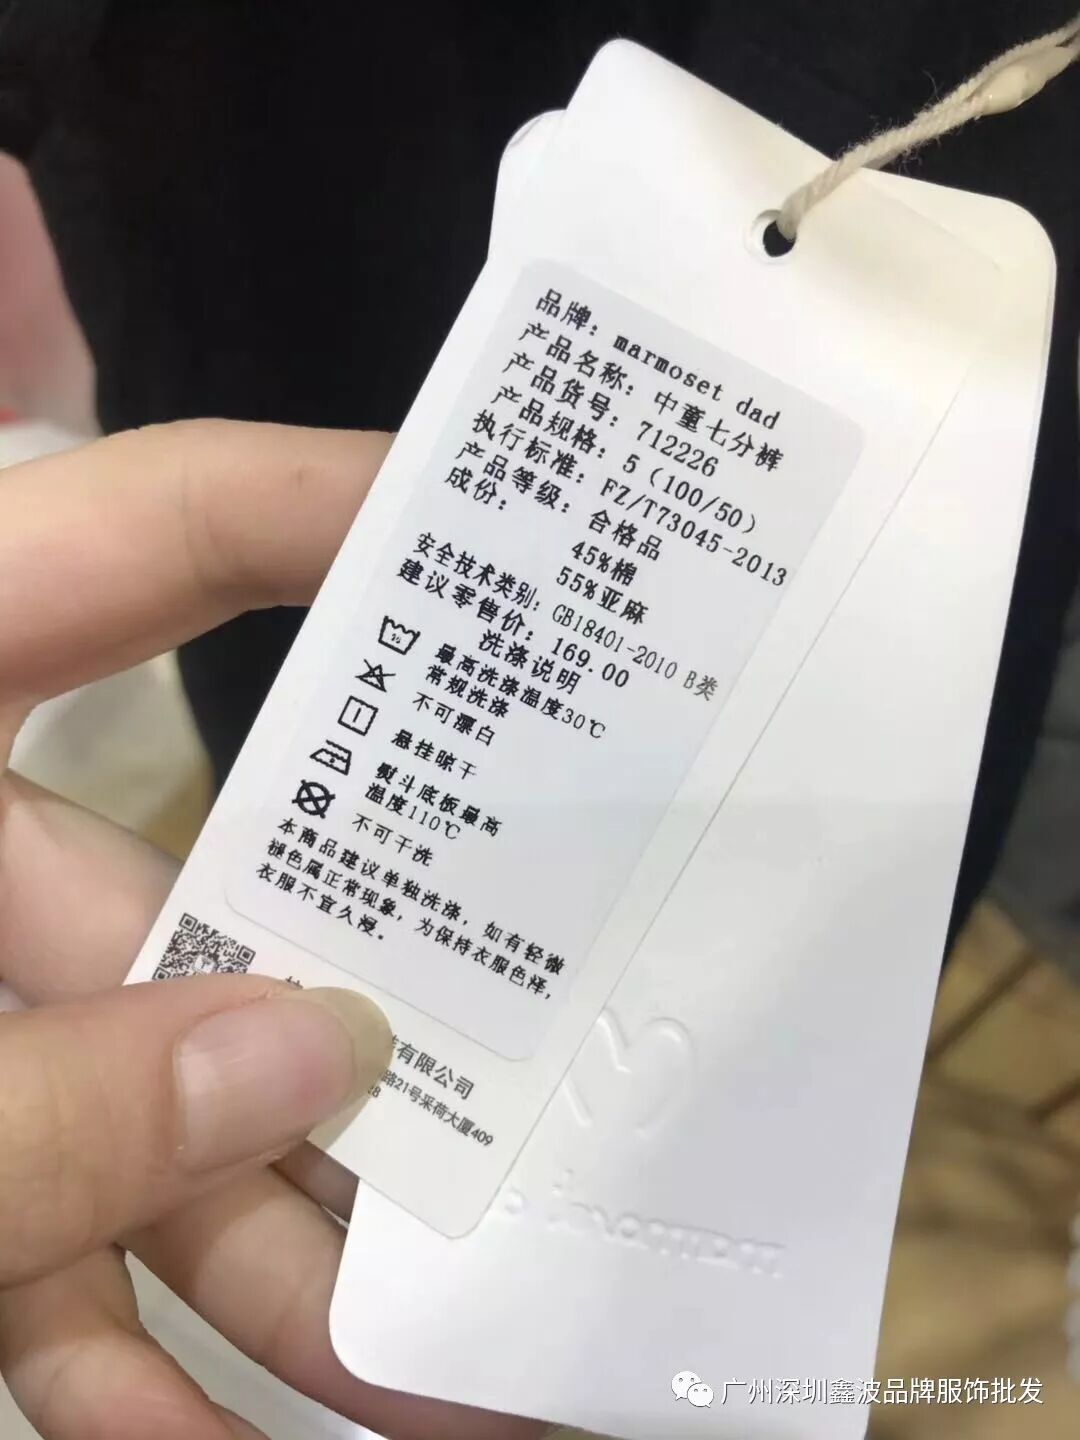 品牌: marmoset dad
产品名称: 中童七分裤
产品货号: 712226
产品规格: 5（100/50）
执行标准: FZ/T73045-2013
产品等级: 合格品
成份: 45%棉
55%亚麻
安全技术类别: GB18401-2010 B类
建议零售价: 169.00
洗涤说明
最高洗涤温度30℃
常规洗涤
不可漂白
悬挂晾干
熨斗底板最高
温度110℃
不可干洗
本商品建议单独洗涤, 如有轻微
褪色属正常现象, 为保持衣服色泽,
衣服不宜久浸。
有限公司
路21号采荷大厦409
28
广州深圳鑫波品牌服饰批发